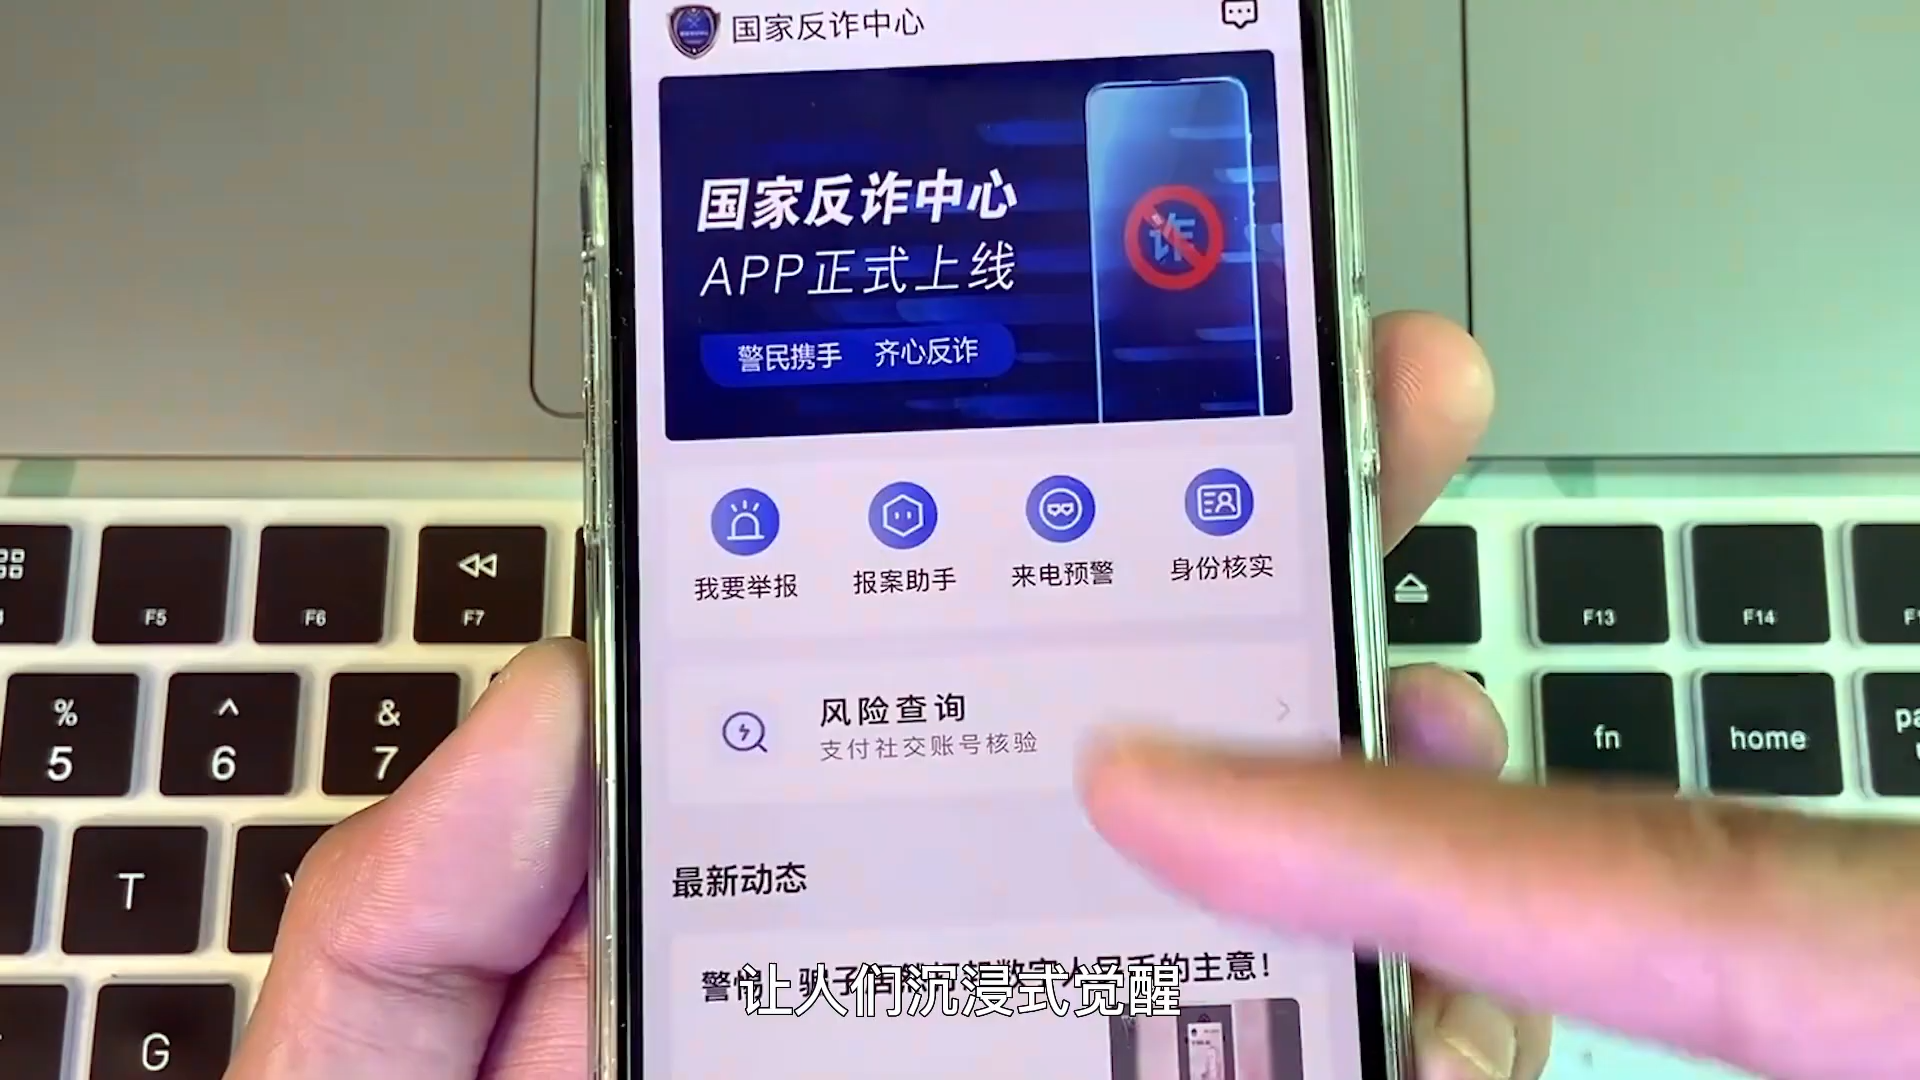 国家反诈中心
国家反诈中心
APP正式上线
诈
警民携手 齐心反诈
我要举报
报案助手
来电预警
身份核实
风险查询
支付社交账号核验
最新动态
的主意!
让人们沉浸式觉醒
F5
F6
F7
F13
F14
%
5
^
6
&
7
fn
home
T
G